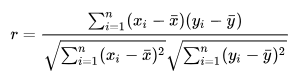 r = \frac{\sum_{i=1}^{n}(x_i - \bar{x})(y_i - \bar{y})}{\sqrt{\sum_{i=1}^{n}(x_i - \bar{x})^2}\sqrt{\sum_{i=1}^{n}(y_i - \bar{y})^2}}